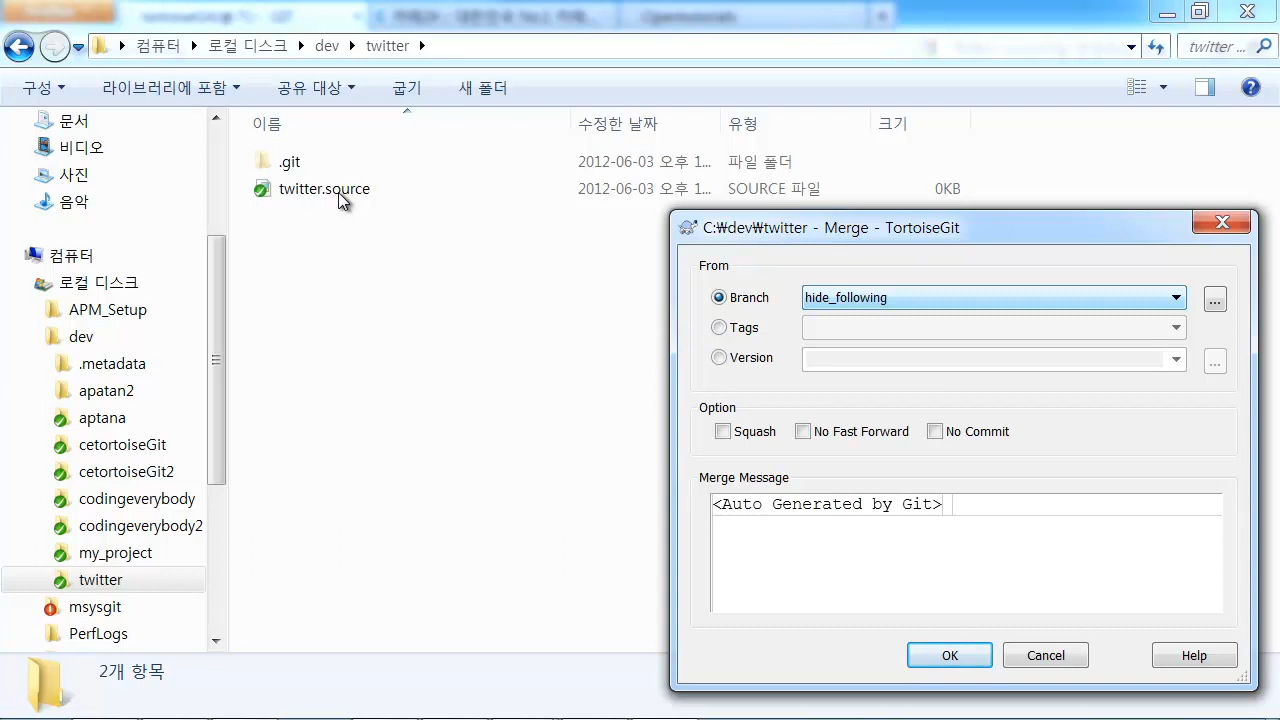 컴퓨터 로컬 디스크 dev twitter twitter ...
구성 라이브러리에 포함 공유 대상 굽기 새 폴더
문서
비디오
사진
음악
컴퓨터
로컬 디스크
APM_Setup
dev
.metadata
apatan2
aptana
cetortoiseGit
cetortoiseGit2
codingeverybody
codingeverybody2
my_project
twitter
msysgit
PerfLogs
이름 수정한 날짜 유형 크기
.git 2012-06-03 오후 1... 파일 폴더
twitter.source 2012-06-03 오후 1... SOURCE 파일 0KB
C:₩dev₩twitter - Merge - TortoiseGit
From
Branch hide_following ...
Tags
Version ...
Option
Squash No Fast Forward No Commit
Merge Message
<Auto Generated by Git>
OK Cancel Help
2개 항목